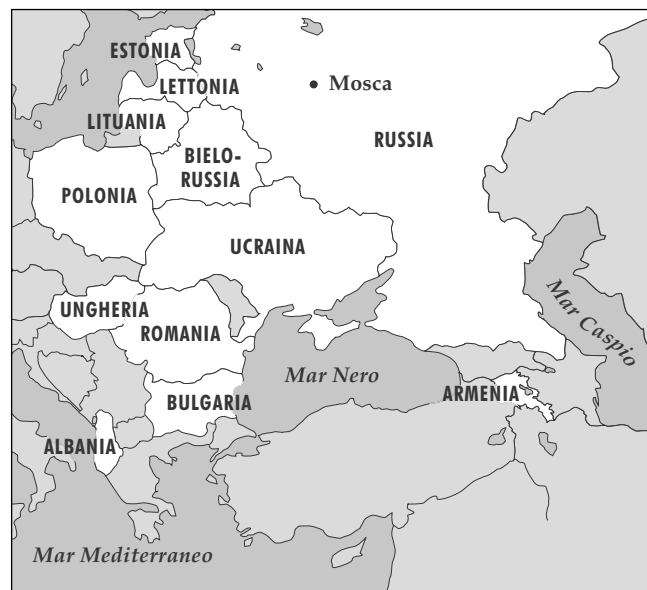 ESTONIA
Mosca
LETTONIA
LITUANIA
RUSSIA
BIELO-
RUSSIA
POLONIA
UCRAINA
UNGHERIA
ROMANIA
Mar Caspio
Mar Nero
ARMENIA
BULGARIA
ALBANIA
Mar Mediterraneo